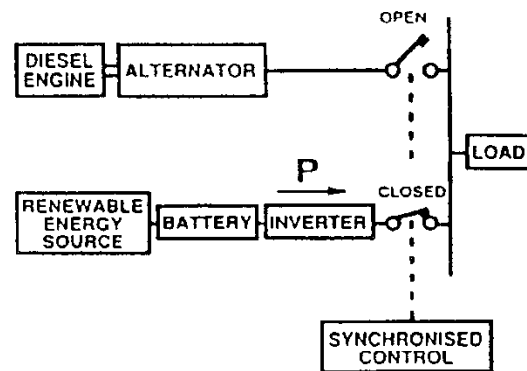 OPEN
DIESEL
ENGINE
ALTERNATOR
LOAD
P
CLOSED
RENEWABLE
ENERGY
SOURCE
BATTERY
INVERTER
SYNCHRONISED
CONTROL